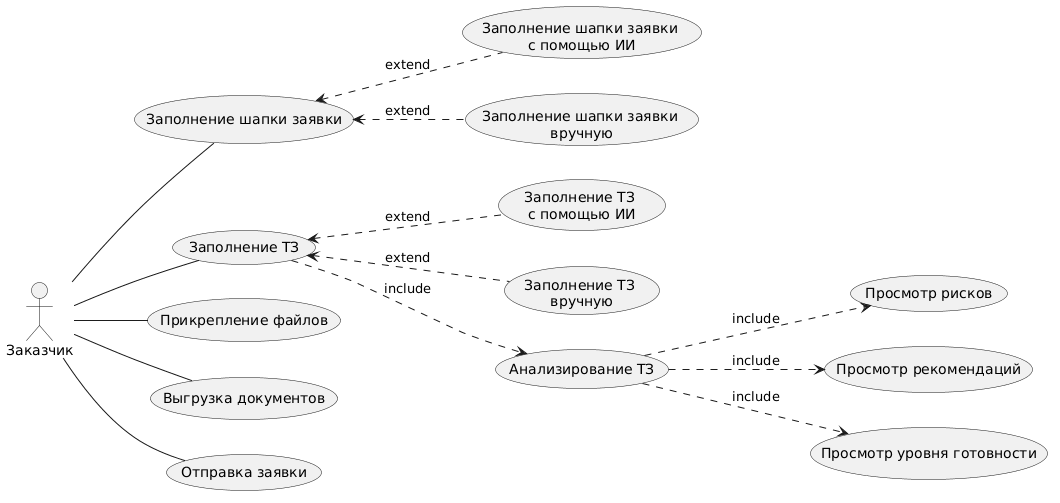 Заполнение шапки заявки
с помощью ИИ
extend
Заполнение шапки заявки
extend
Заполнение шапки заявки
вручную
Заполнение ТЗ
с помощью ИИ
extend
Заполнение ТЗ
extend
Заполнение ТЗ
вручную
include
Заказчик
Прикрепление файлов
Анализирование ТЗ
include
Просмотр рисков
include
Просмотр рекомендаций
include
Просмотр уровня готовности
Выгрузка документов
Отправка заявки